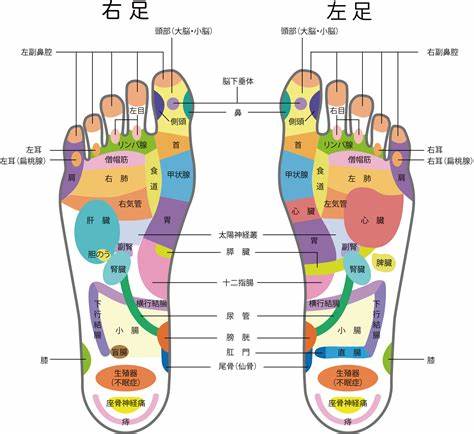 右足
左足
頭部(大脳・小脳)
頭部(大脳・小脳)
左副鼻腔
右副鼻腔
脳下垂体
左目
右目
鼻
側頭
側頭
リンパ腺
リンパ腺
首
首
左耳
右耳
左耳(扁桃腺)
右耳(扁桃腺)
僧帽筋
僧帽筋
肩
肩
右肺
左肺
食道
食道
甲状腺
甲状腺
右気管
左気管
心臓
胃
胃
肝臓
太陽神経叢
副腎
副腎
胆のう
膵臓
脾臓
腎臓
腎臓
十二指腸
横行結腸
横行結腸
下行結腸
下行結腸
尿管
小腸
小腸
膀胱
盲腸
肛門
直腸
膝
膝
尾骨(仙骨)
生殖器
(不眠症)
生殖器
(不眠症)
座骨神経痛
座骨神経痛
痔
痔